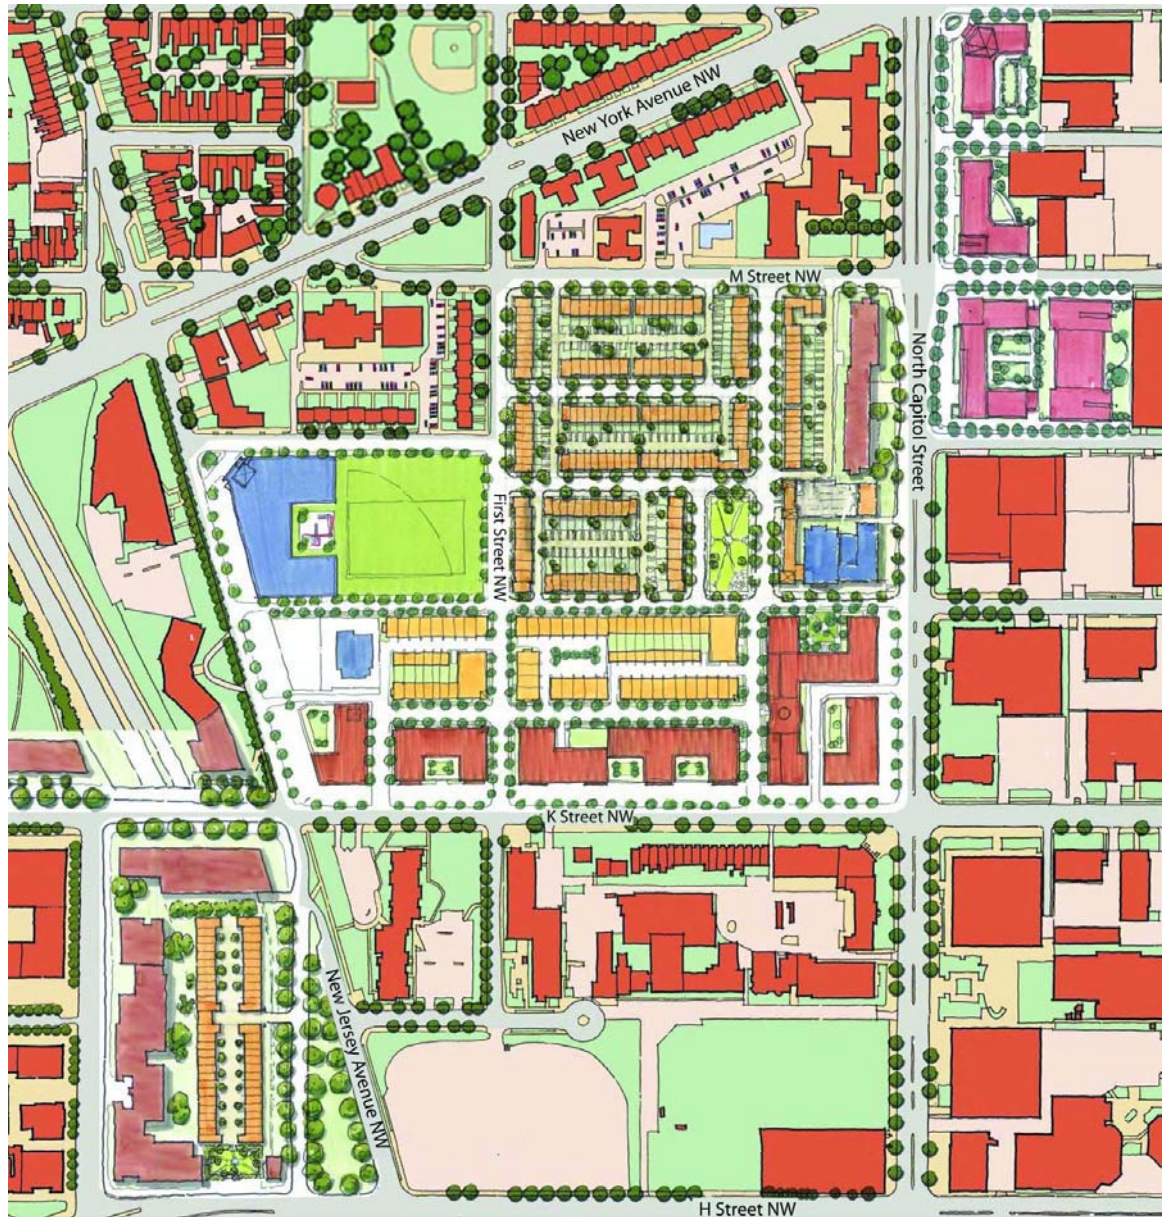 New York Avenue NW
M Street NW
North Capitol Street
First Street NW
K Street NW
New Jersey Avenue NW
H Street NW